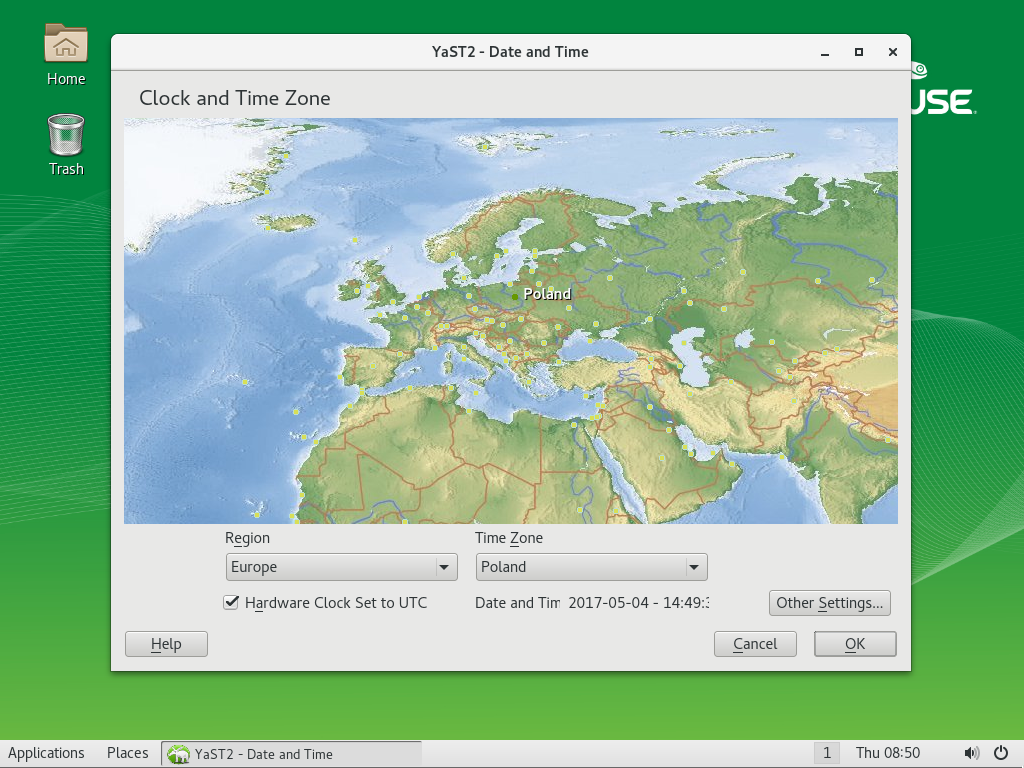 YaST2 - Date and Time
Home
Clock and Time Zone
USE
Trash
Poland
Region
Time Zone
Europe
Poland
Hardware Clock Set to UTC
Date and Tim 2017-05-04 - 14:49:3
Other Settings...
Help
Cancel
OK
Applications
Places
YaST2 - Date and Time
1
Thu 08:50